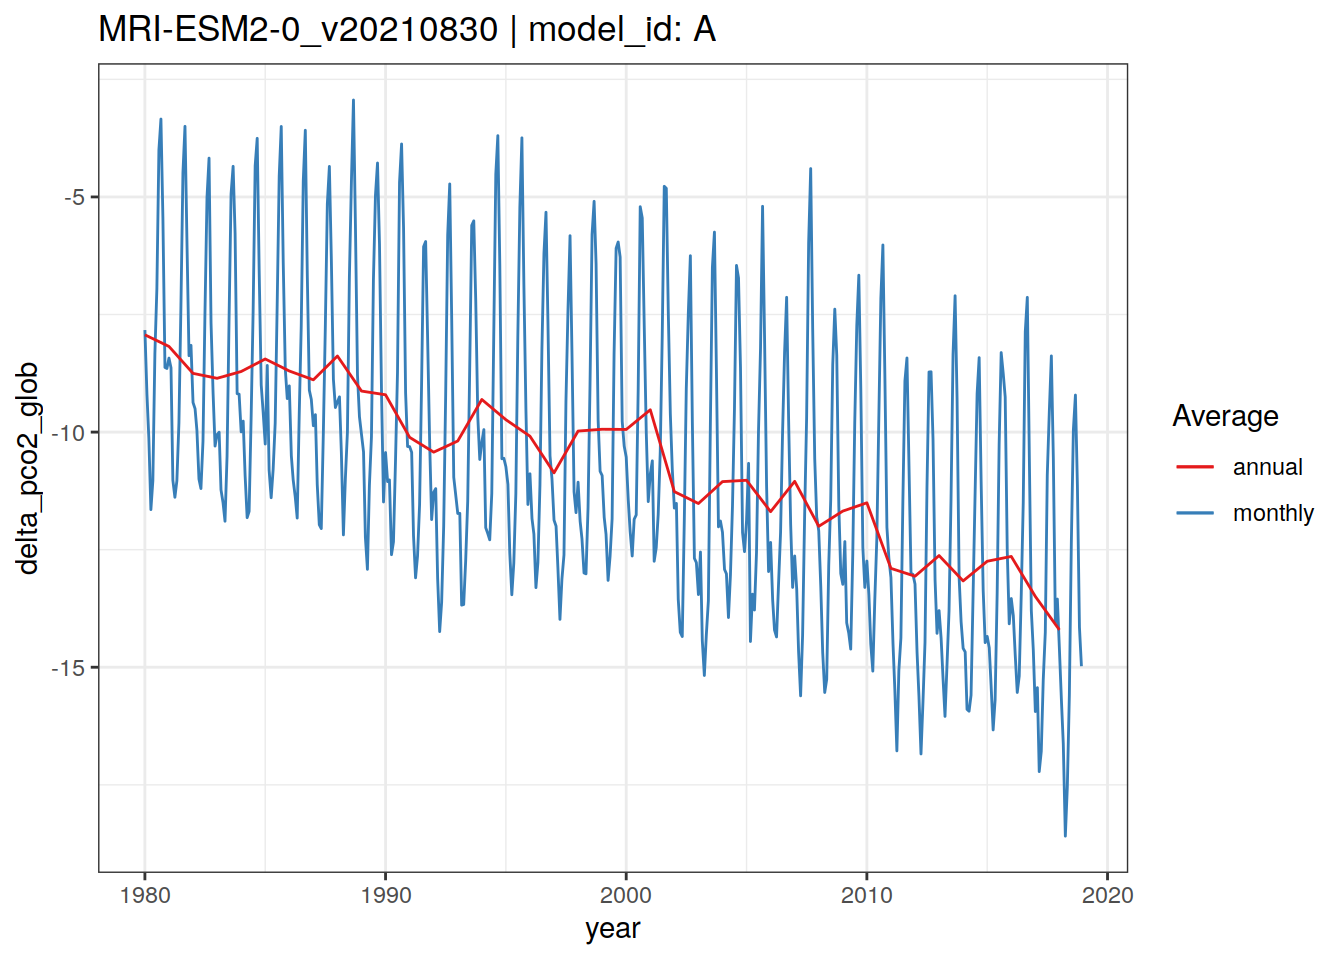 MRI-ESM2-0_v20210830 | model_id: A
delta_pco2_glob
-5
-10
-15
1980
1990
2000
2010
2020
year
Average
annual
monthly